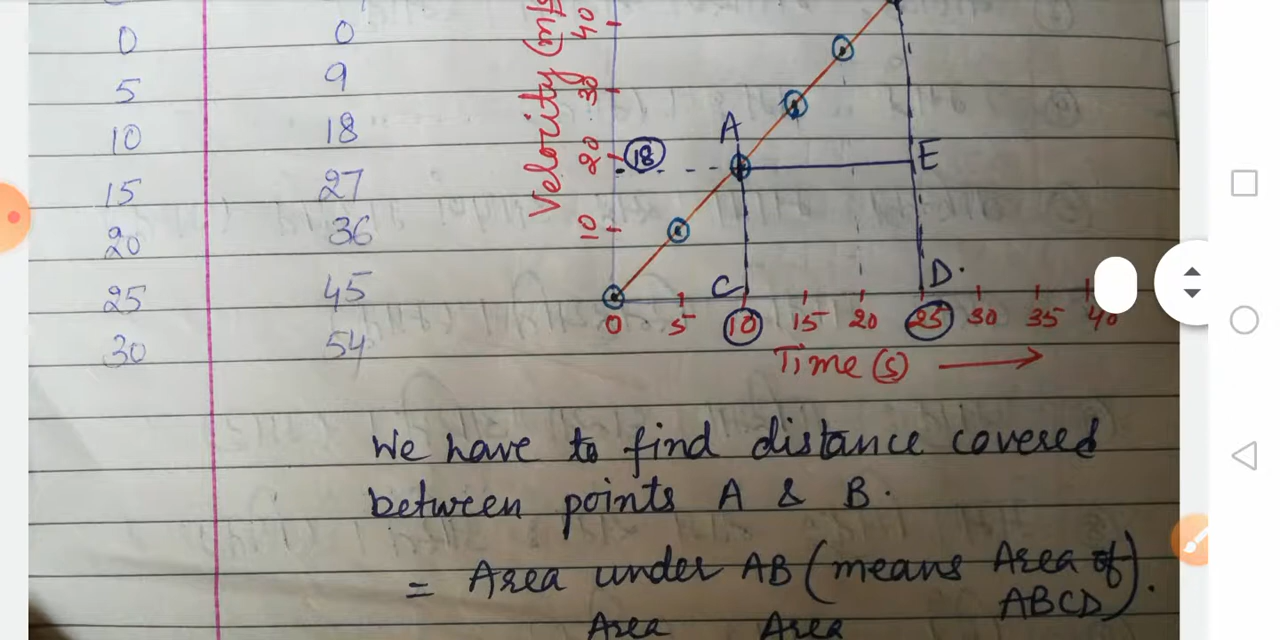 0 0
5 9
10 18
15 27
20 36
25 45
30 54
Velocity
40
30
20
10
18
A
E
C
D.
0 5 10 15 20 25 30 35 40
Time (s)
We have to find distance covered
between points A & B.
= Area under AB (means Area of
ABCD).
Area Area